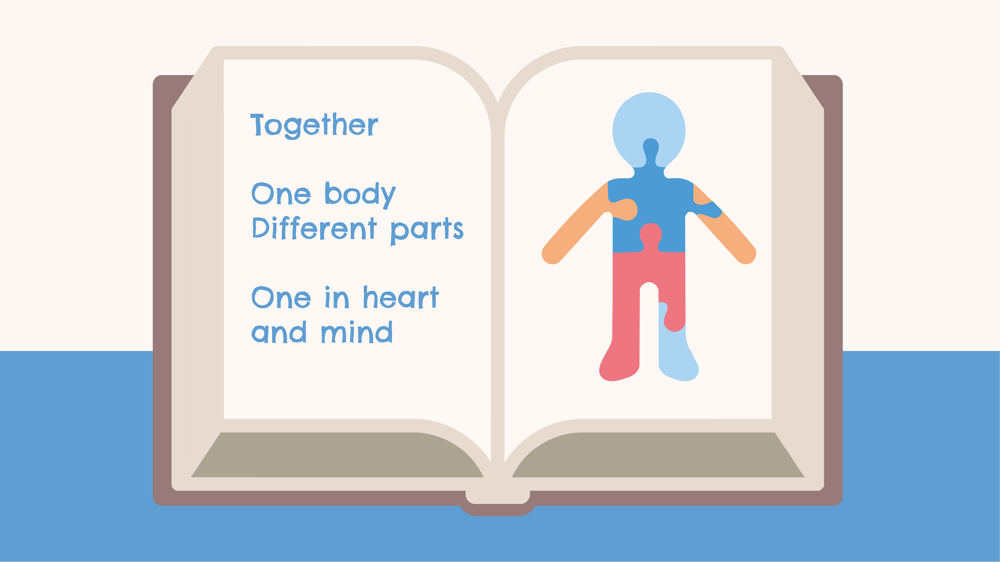 Together
One body
Different parts
One in heart
and mind